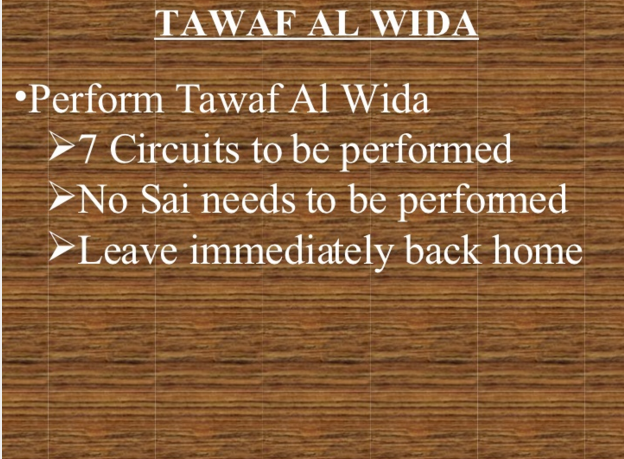 TAWAF AL WIDA
•Perform Tawaf Al Wida
➢7 Circuits to be performed
➢No Sai needs to be performed
➢Leave immediately back home